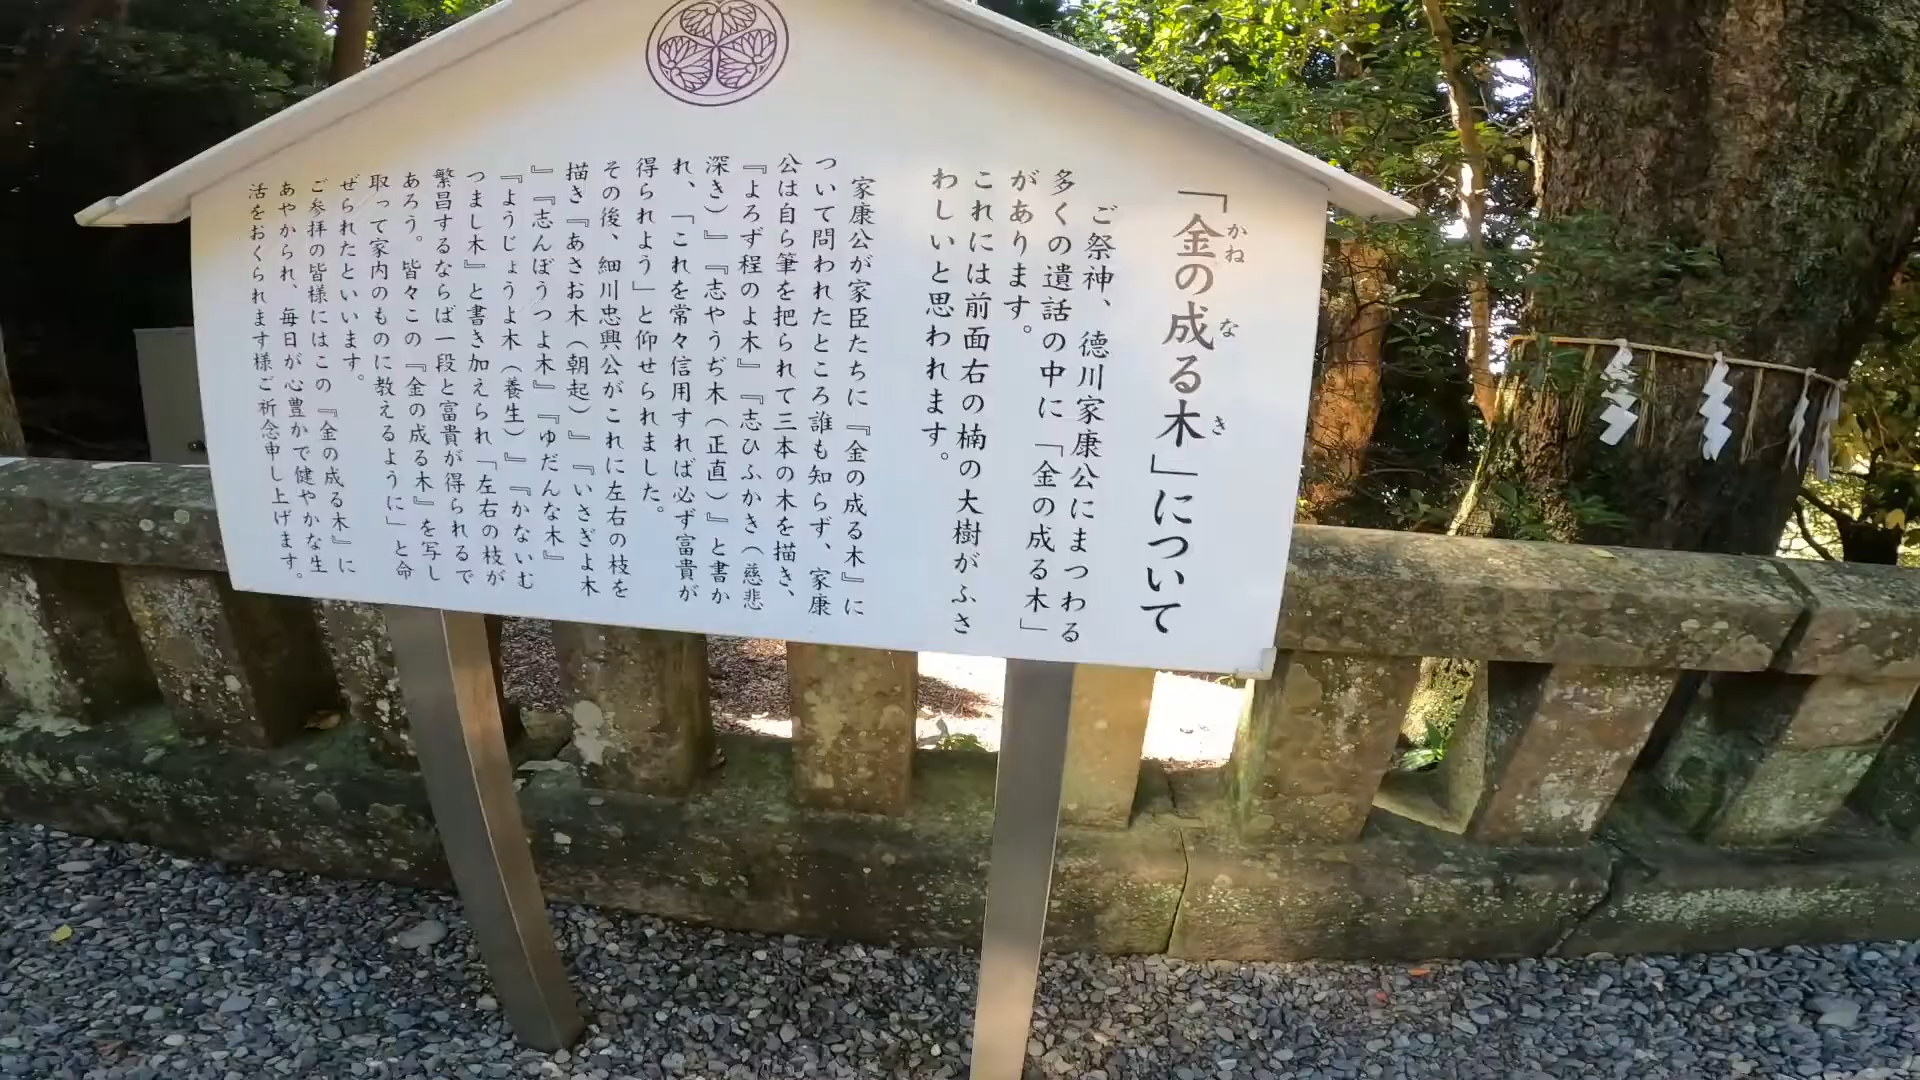 「金の成る木」について
かね
な
き
ご祭神、徳川家康公にまつわる
多くの遺話の中に「金の成る木」
があります。
これには前面右の楠の大樹がふさ
わしいと思われます。
家康公が家臣たちに『金の成る木』に
ついて問われたところ誰も知らず、家康
公は自ら筆を把られて三本の木を描き、
『よろず程のよ木』『志ひふかき（慈悲
深き）』『志やうぢ木（正直）』と書か
れ、「これを常々信用すれば必ず富貴が
得られよう」と仰せられました。
その後、細川忠興公がこれに左右の枝を
描き『あさお木（朝起）』『いさぎよ木
』『志んぼうつよ木』『ゆだんな木』
『ようじょうよ木（養生）』『かないむ
つまし木』と書き加えられ「左右の枝が
繁昌するならば一段と富貴が得られるで
あろう。皆々この『金の成る木』を写し
取って家内のものに教えるように」と命
ぜられたといいます。
ご参拝の皆様にはこの『金の成る木』に
あやかられ、毎日が心豊かで健やかな生
活をおくられます様ご祈念申し上げます。